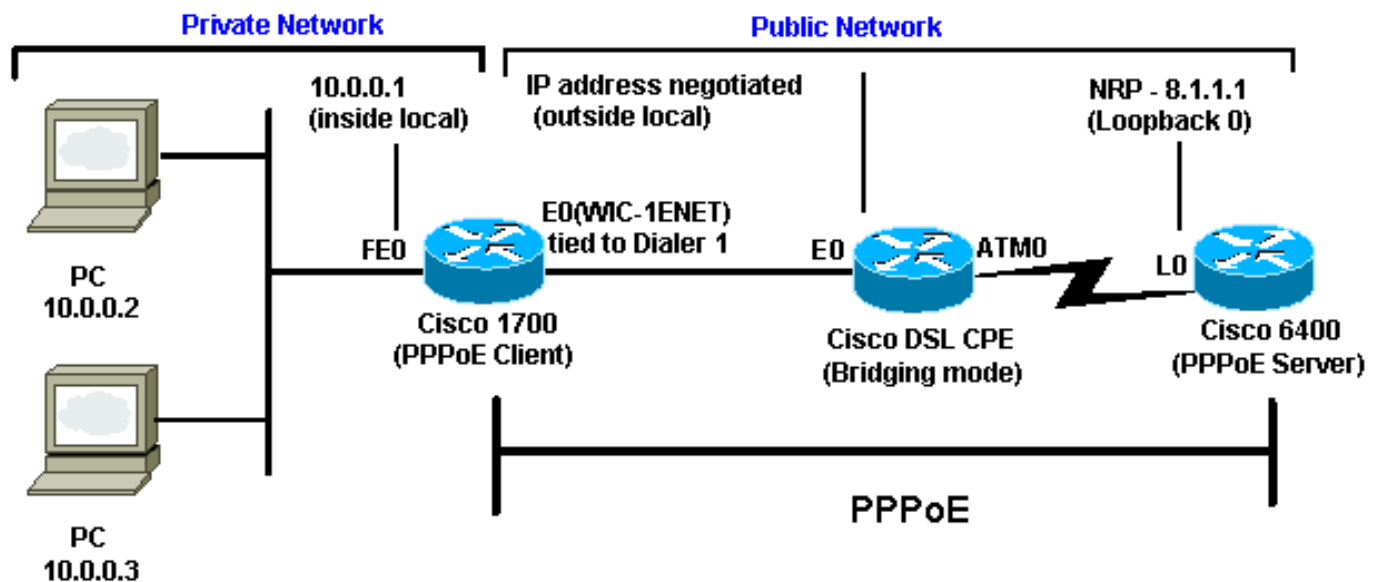 Private Network
Public Network
10.0.0.1
(inside local)
IP address negotiated
(outside local)
NRP - 8.1.1.1
(Loopback 0)
E0(WIC-1ENET)
tied to Dialer 1
FE0
E0
ATM0
L0
PC
10.0.0.2
Cisco 1700
(PPPoE Client)
Cisco DSL CPE
(Bridging mode)
Cisco 6400
(PPPoE Server)
PPPoE
PC
10.0.0.3